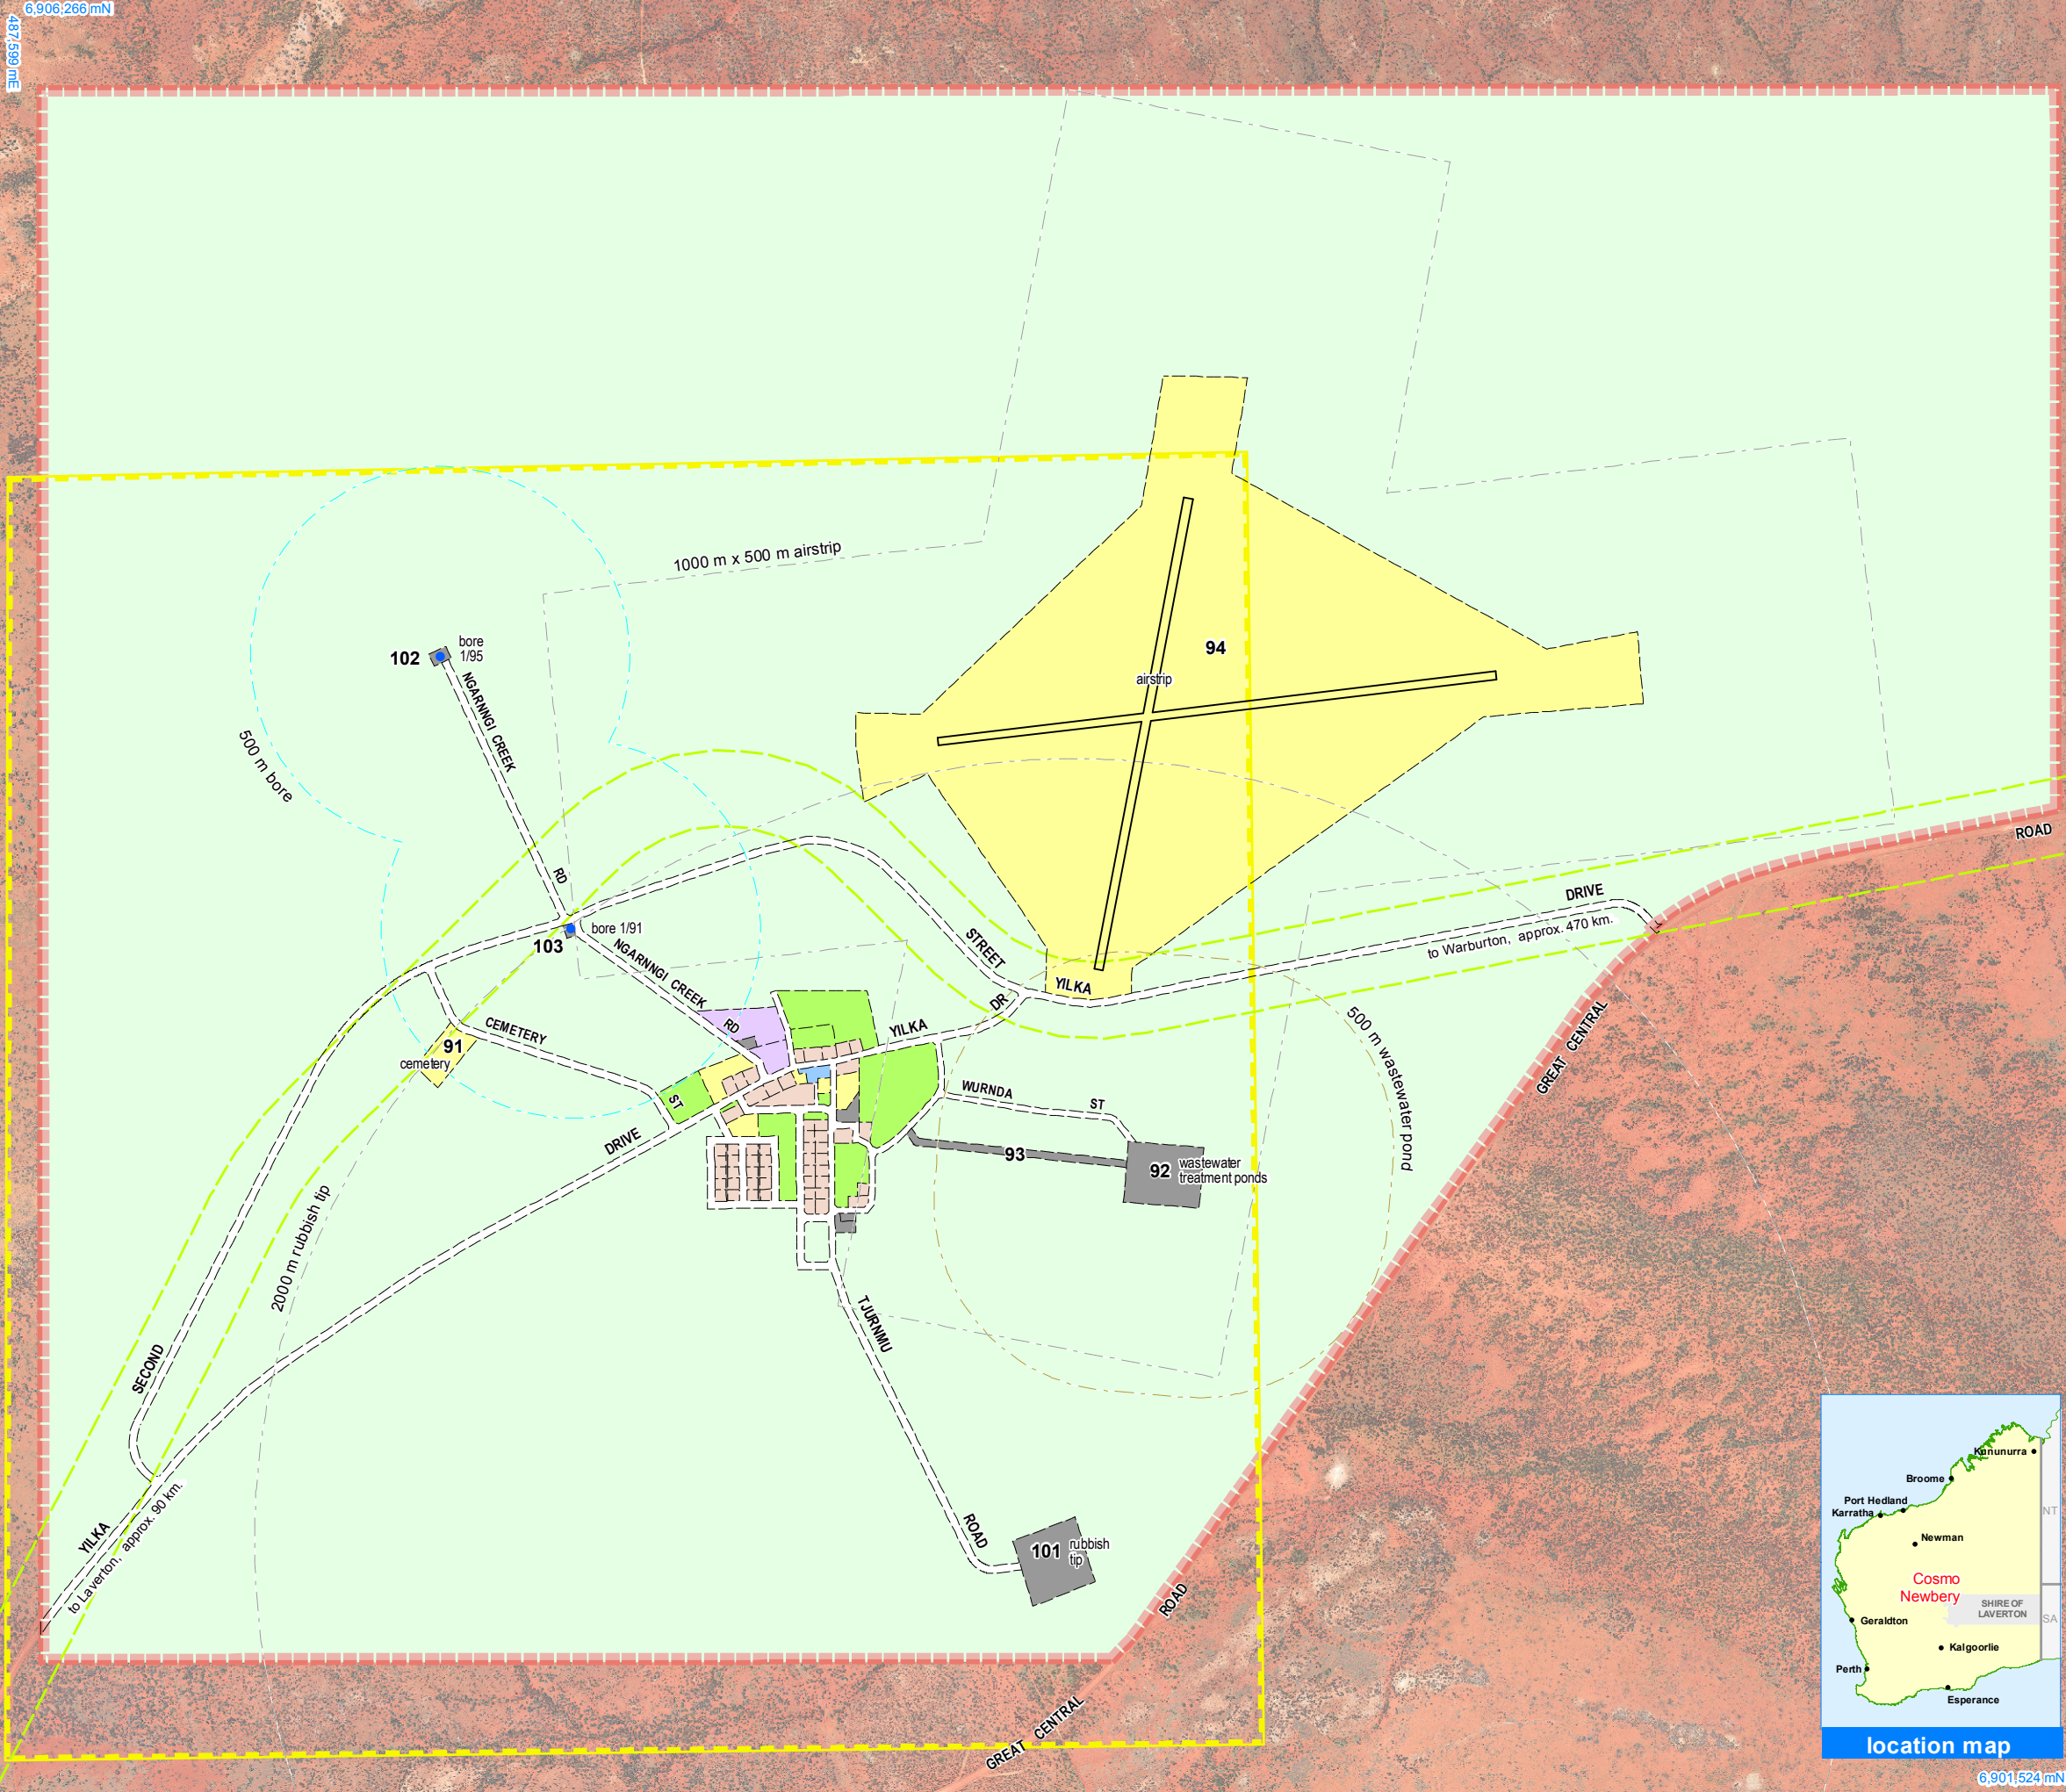 6,906,266 mN
487,599 mE
1000 m x 500 m airstrip
94
airstrip
102
bore
1/95
NGARNNGI CREEK
RD
500 m bore
ROAD
DRIVE
to Warburton, approx. 470 km.
103
bore 1/91
NGARNNGI CREEK
RD
STREET
YILKA
DR
YILKA
500 m wastewater pond
GREAT CENTRAL
91
cemetery
CEMETERY
ST
WURNDA
ST
DRIVE
93
92
wastewater
treatment ponds
2000 m rubbish tip
TJURNMU
SECOND
YILKA
to Laverton, approx. 90 km.
ROAD
101
rubbish
tip
ROAD
GREAT CENTRAL
Kununurra
Broome
Port Hedland
Karratha
NT
Newman
Cosmo
Newbery
SHIRE OF
LAVERTON
SA
Geraldton
Kalgoorlie
Perth
Esperance
location map
6,901,524 mN